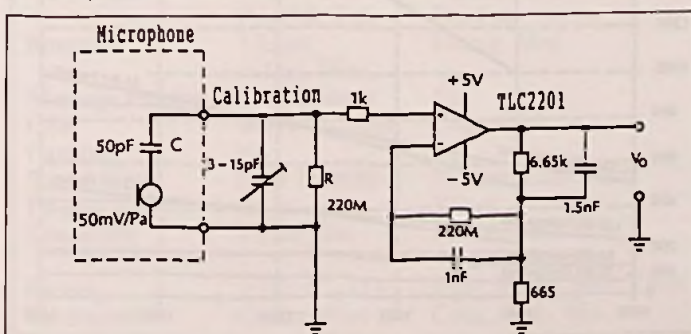 Microphone
Calibration
50pF
C
50mV/Pa
3-15pF
R
220M
1k
+5V
TLC2201
+
-
-5V
6.65k
1.5nF
Vo
220M
1nF
665